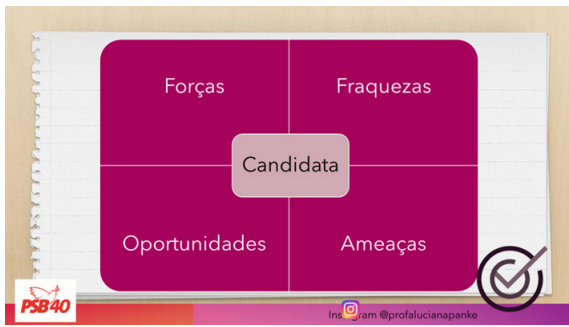 Forças
Fraquezas
Candidata
Oportunidades
Ameaças
PSB40
Instagram @profalucianapanke